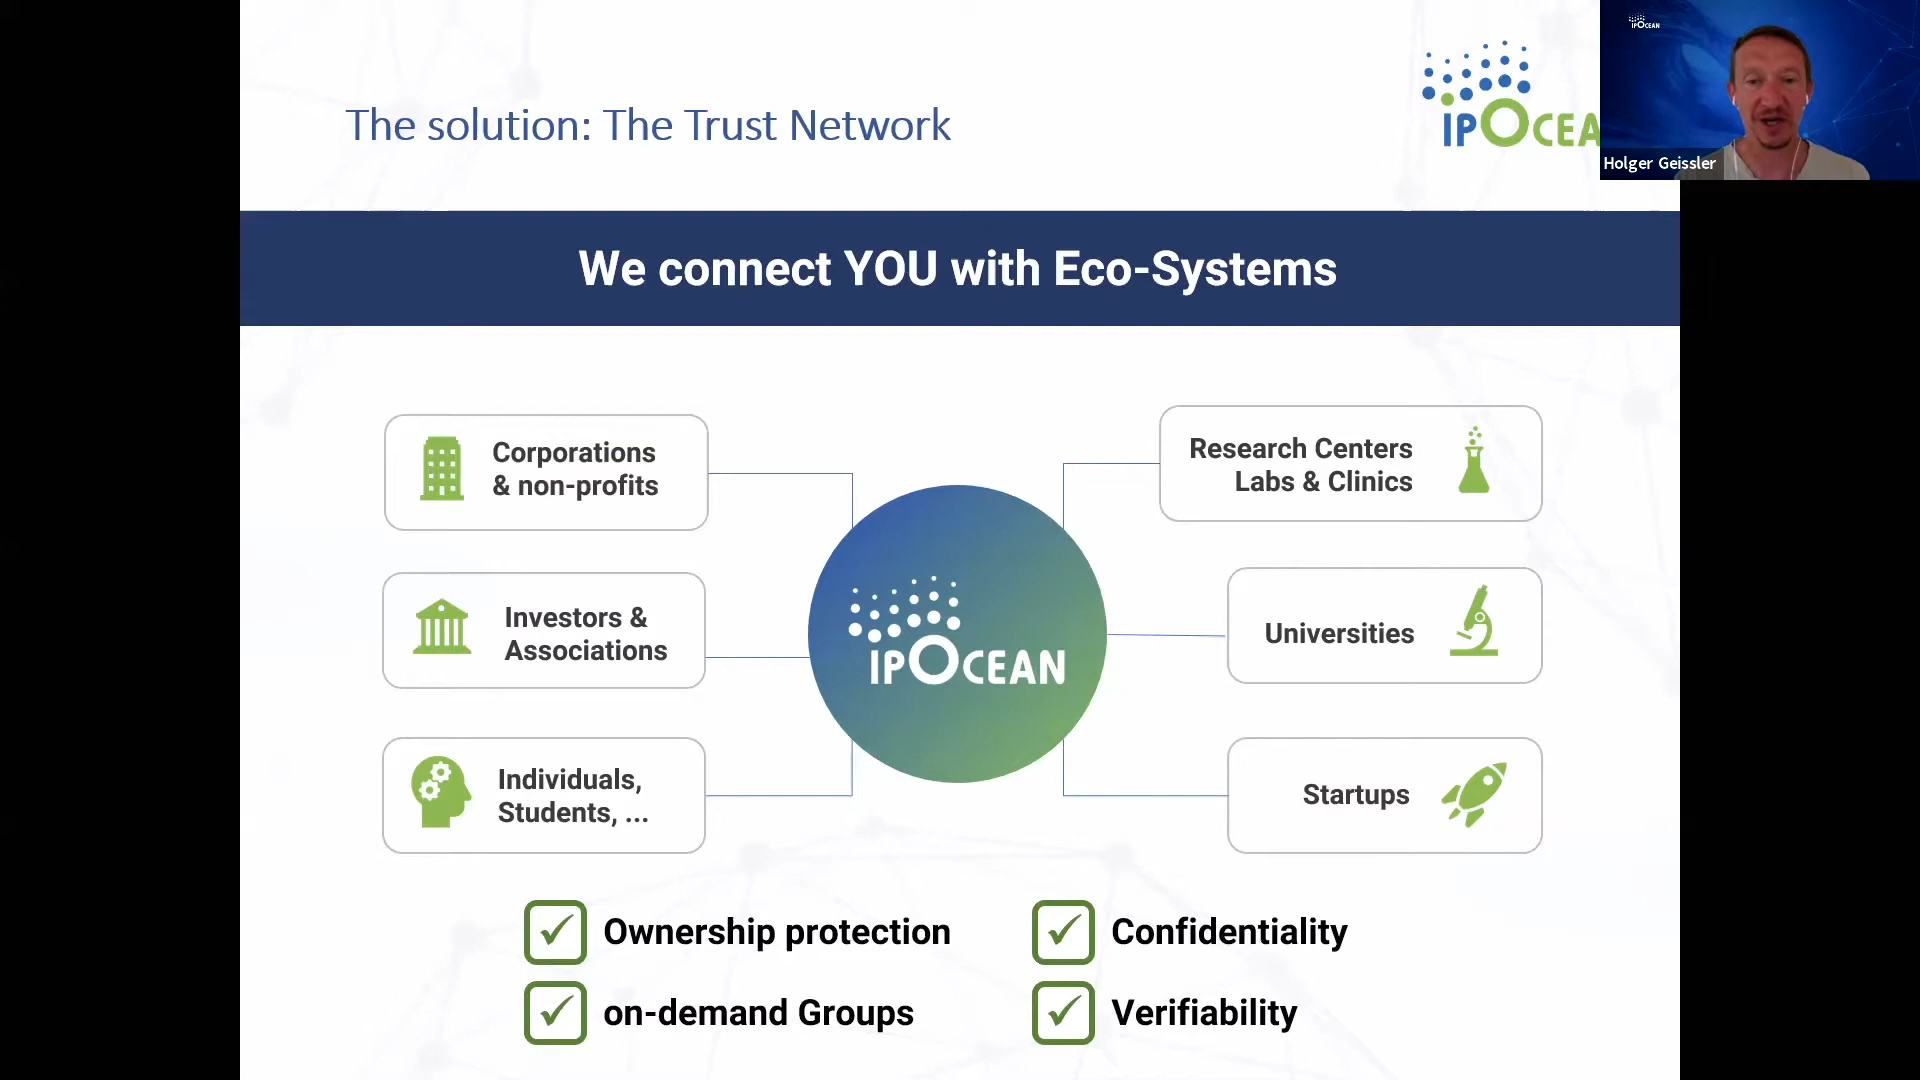 The solution: The Trust Network
IPOCEA
IPOCEAN
Holger Geissler
We connect YOU with Eco-Systems
Corporations
& non-profits
Research Centers
Labs & Clinics
Investors &
Associations
IPOCEAN
Universities
Individuals,
Students, ...
Startups
Ownership protection
Confidentiality
on-demand Groups
Verifiability